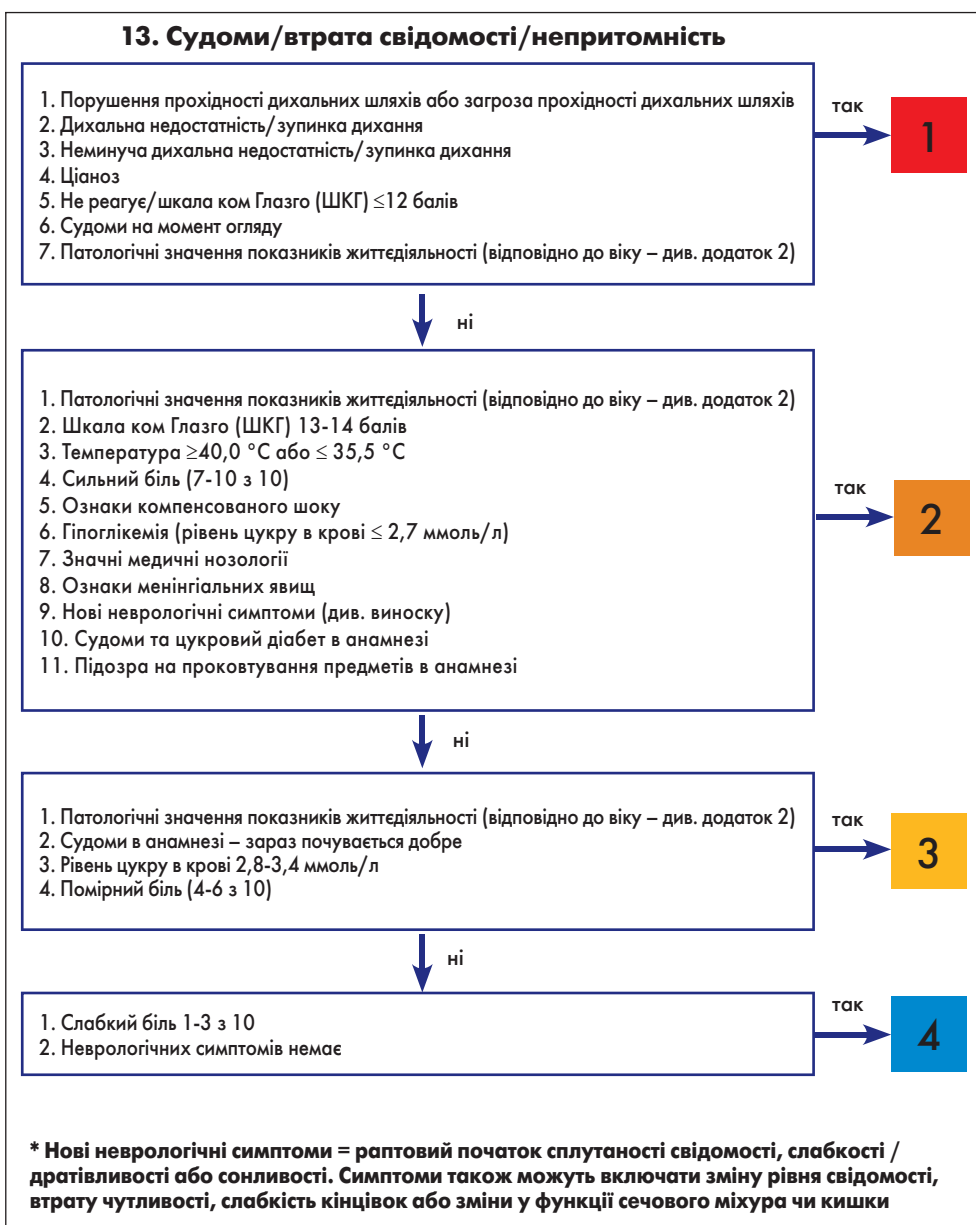 13. Судоми/втрата свідомості/непритомність
1. Порушення прохідності дихальних шляхів або загроза прохідності дихальних шляхів
2. Дихальна недостатність/зупинка дихання
3. Неминуча дихальна недостатність/зупинка дихання
4. Ціаноз
5. Не реагує/шкала ком Глазго (ШКГ) ≤12 балів
6. Судоми на момент огляду
7. Патологічні значення показників життєдіяльності (відповідно до віку – див. додаток 2)
так
1
ні
1. Патологічні значення показників життєдіяльності (відповідно до віку – див. додаток 2)
2. Шкала ком Глазго (ШКГ) 13-14 балів
3. Температура ≥40,0 °C або ≤ 35,5 °C
4. Сильний біль (7-10 з 10)
5. Ознаки компенсованого шоку
6. Гіпоглікемія (рівень цукру в крові ≤ 2,7 ммоль/л)
7. Значні медичні нозології
8. Ознаки менінгіальних явищ
9. Нові неврологічні симптоми (див. виноску)
10. Судоми та цукровий діабет в анамнезі
11. Підозра на проковтування предметів в анамнезі
так
2
ні
1. Патологічні значення показників життєдіяльності (відповідно до віку – див. додаток 2)
2. Судоми в анамнезі – зараз почувається добре
3. Рівень цукру в крові 2,8-3,4 ммоль/л
4. Помірний біль (4-6 з 10)
так
3
ні
1. Слабкий біль 1-3 з 10
2. Неврологічних симптомів немає
так
4
* Нові неврологічні симптоми = раптовий початок сплутаності свідомості, слабкості /
дратівливості або сонливості. Симптоми також можуть включати зміну рівня свідомості,
втрату чутливості, слабкість кінцівок або зміни у функції сечового міхура чи кишки